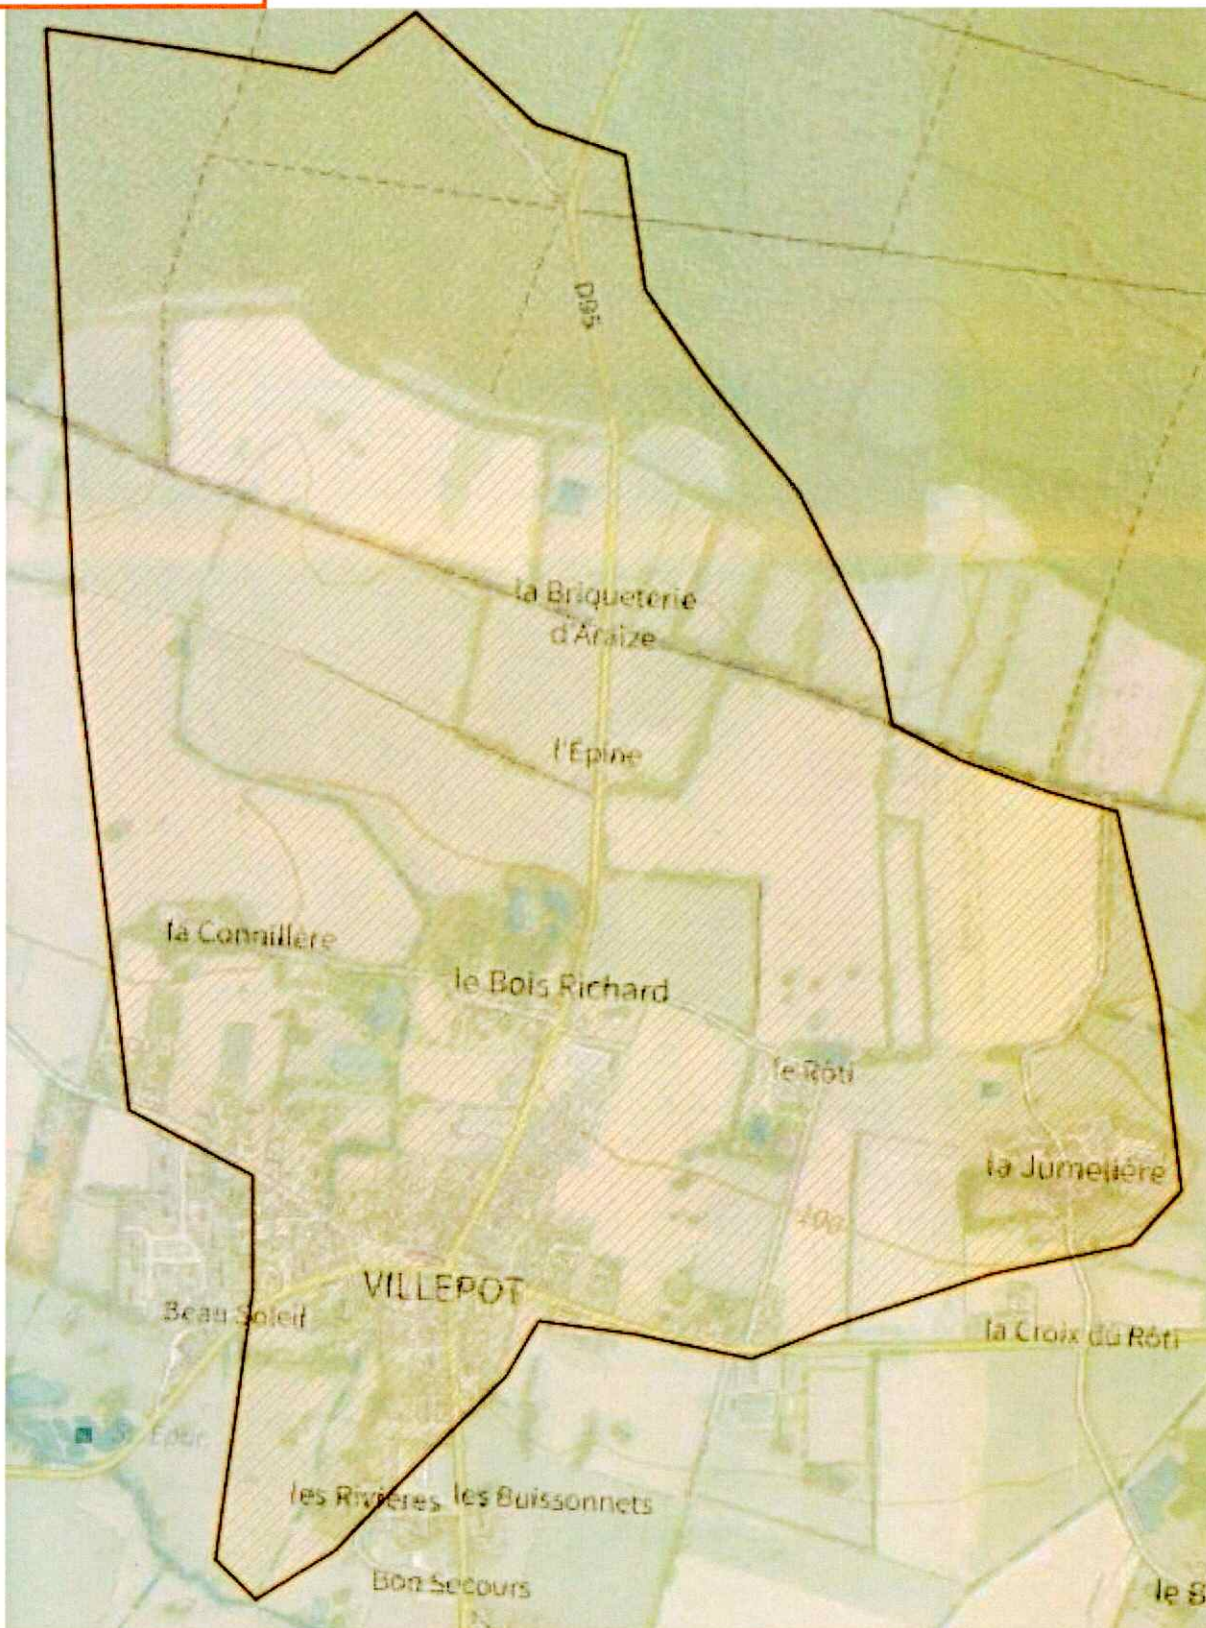 D95
la Briqueterie
d'Araize
l'Epine
la Connillère
le Bois Richard
le Rôti
la Jumelière
100
VILLEPOT
Beau Soleil
la Croix du Rôti
les Rivières
les Buissonnets
Bon Secours